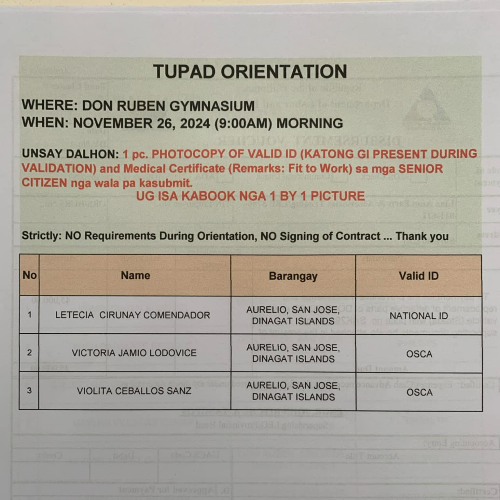 TUPAD ORIENTATION
WHERE: DON RUBEN GYMNASIUM
WHEN: NOVEMBER 26, 2024 (9:00AM) MORNING
UNSAY DALHON: 1 pc. PHOTOCOPY OF VALID ID (KATONG GI PRESENT DURING
VALIDATION) and Medical Certificate (Remarks: Fit to Work) sa mga SENIOR
CITIZEN nga wala pa kasubmit.
UG ISA KABOOK NGA 1 BY 1 PICTURE
Strictly: NO Requirements During Orientation, NO Signing of Contract ... Thank you
No Name Barangay Valid ID
1 LETECIA CIRUNAY COMENDADOR AURELIO, SAN JOSE, DINAGAT ISLANDS NATIONAL ID
2 VICTORIA JAMIO LODOVICE AURELIO, SAN JOSE, DINAGAT ISLANDS OSCA
3 VIOLITA CEBALLOS SANZ AURELIO, SAN JOSE, DINAGAT ISLANDS OSCA